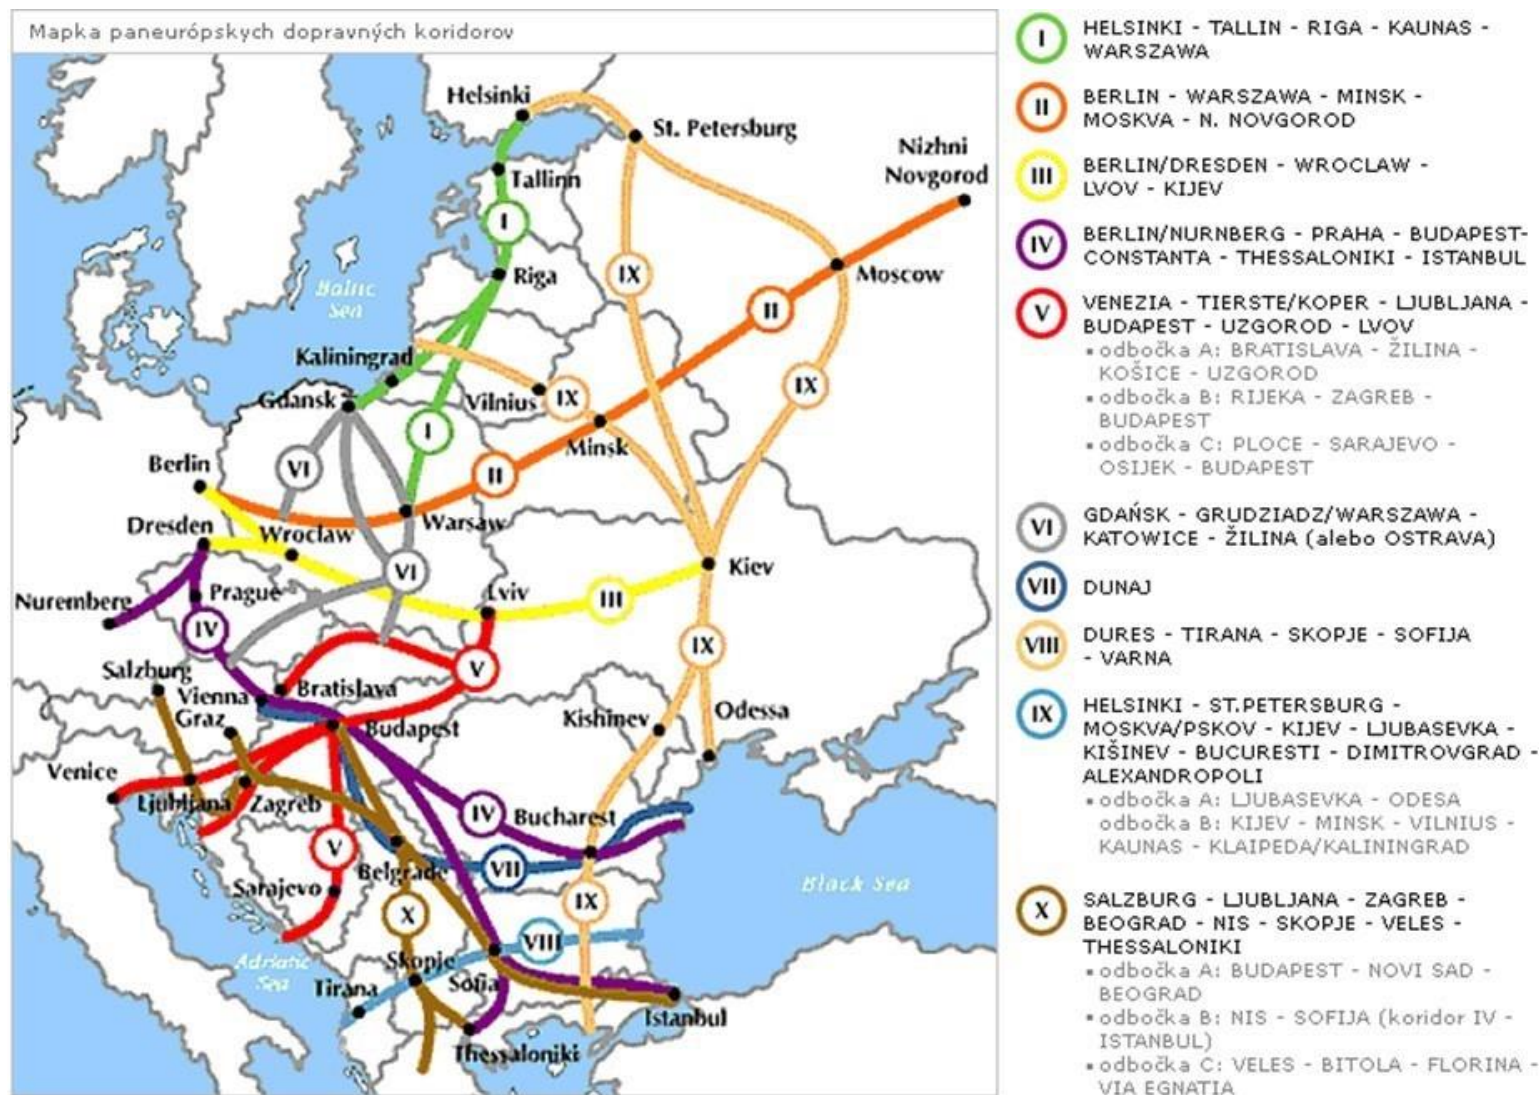 Mapka paneurópskych dopravných koridorov
Helsinki
St. Petersburg
Nizhni
Novgorod
Tallinn
I
Riga
IX
Moscow
Baltic
Sea
II
Kaliningrad
Gdansk
Vilnius
IX
IX
I
Minsk
VI
II
Berlin
Warsaw
Dresden
Wroclaw
VI
Kiev
Nuremberg
Prague
Lviv
III
IV
IX
Salzburg
V
Vienna
Bratislava
Graz
Budapest
Kishinev
Odessa
Venice
Ljubljana
Zagreb
IV
Bucharest
V
Belgrade
VII
Sarajevo
Black Sea
X
IX
VIII
Adriatic
Sea
Skopje
Tirana
Sofia
Istanbul
Thessaloniki
I
HELSINKI - TALLIN - RIGA - KAUNAS -
WARSZAWA
II
BERLIN - WARSZAWA - MINSK -
MOSKVA - N. NOVGOROD
III
BERLIN/DRESDEN - WROCLAW -
LVOV - KIJEV
IV
BERLIN/NURNBERG - PRAHA - BUDAPEST-
CONSTANTA - THESSALONIKI - ISTANBUL
V
VENEZIA - TIERSTE/KOPER - LJUBLJANA -
BUDAPEST - UZGOROD - LVOV
▪ odbočka A: BRATISLAVA - ŽILINA -
KOŠICE - UZGOROD
▪ odbočka B: RIJEKA - ZAGREB -
BUDAPEST
▪ odbočka C: PLOCE - SARAJEVO -
OSIJEK - BUDAPEST
VI
GDAŃSK - GRUDZIADZ/WARSZAWA -
KATOWICE - ŽILINA (alebo OSTRAVA)
VII
DUNAJ
VIII
DURES - TIRANA - SKOPJE - SOFIJA
- VARNA
IX
HELSINKI - ST.PETERSBURG -
MOSKVA/PSKOV - KIJEV - LJUBASEVKA -
KIŠINEV - BUCURESTI - DIMITROVGRAD -
ALEXANDROPOLI
▪ odbočka A: LJUBASEVKA - ODESA
odbočka B: KIJEV - MINSK - VILNIUS -
KAUNAS - KLAIPEDA/KALININGRAD
X
SALZBURG - LJUBLJANA - ZAGREB -
BEOGRAD - NIS - SKOPJE - VELES -
THESSALONIKI
▪ odbočka A: BUDAPEST - NOVI SAD -
BEOGRAD
▪ odbočka B: NIS - SOFIJA (koridor IV -
ISTANBUL)
▪ odbočka C: VELES - BITOLA - FLORINA -
VIA EGNATIA